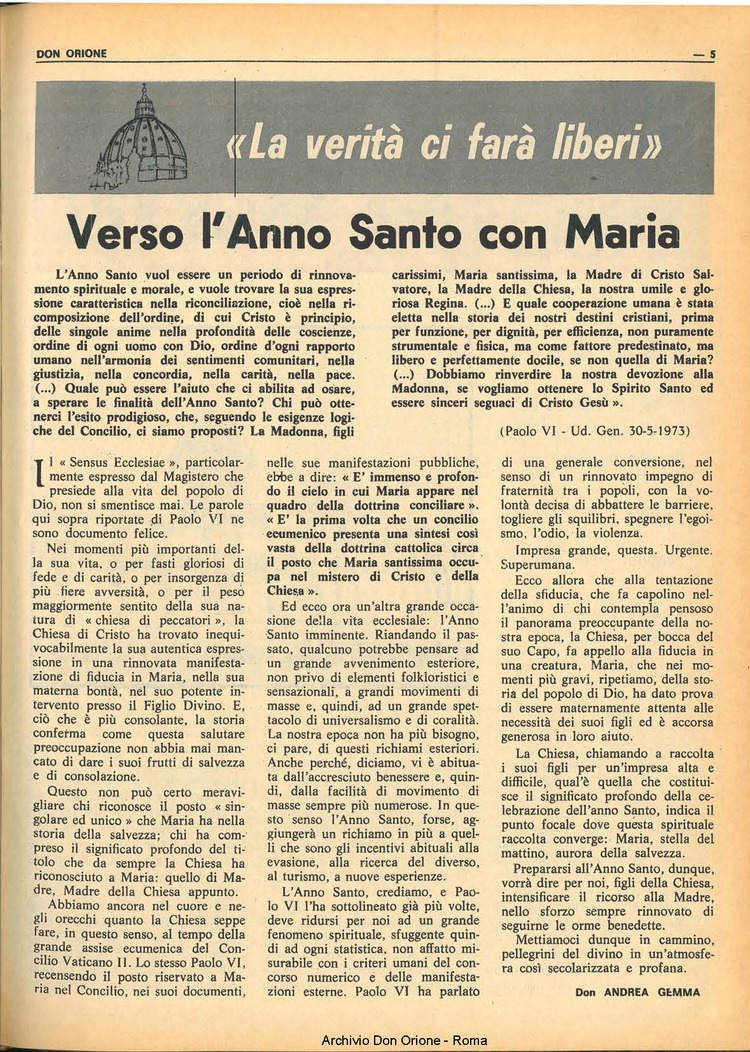 DON ORIONE
— 5
«La verità ci farà liberi»
Verso l'Anno Santo con Maria
L'Anno Santo vuol essere un periodo di rinnova-
mento spirituale e morale, e vuole trovare la sua espres-
sione caratteristica nella riconciliazione, cioè nella ri-
composizione dell'ordine, di cui Cristo è principio,
delle singole anime nella profondità delle coscienze,
ordine di ogni uomo con Dio, ordine d'ogni rapporto
umano nell'armonia dei sentimenti comunitari, nella
giustizia, nella concordia, nella carità, nella pace.
(...) Quale può essere l'aiuto che ci abilita ad osare,
a sperare le finalità dell'Anno Santo? Chi può otte-
nerci l'esito prodigioso, che, seguendo le esigenze logi-
che del Concilio, ci siamo proposti? La Madonna, figli
carissimi, Maria santissima, la Madre di Cristo Sal-
vatore, la Madre della Chiesa, la nostra umile e glo-
riosa Regina. (...) E quale cooperazione umana è stata
eletta nella storia dei nostri destini cristiani, prima
per funzione, per dignità, per efficienza, non puramente
strumentale e fisica, ma come fattore predestinato, ma
libero e perfettamente docile, se non quella di Maria?
(...) Dobbiamo rinverdire la nostra devozione alla
Madonna, se vogliamo ottenere lo Spirito Santo ed
essere sinceri seguaci di Cristo Gesù ».
(Paolo VI - Ud. Gen. 30-5-1973)
Il « Sensus Ecclesiae », particolar-
mente espresso dal Magistero che
presiede alla vita del popolo di
Dio, non si smentisce mai. Le parole
qui sopra riportate di Paolo VI ne
sono documento felice.
Nei momenti più importanti del-
la sua vita, o per fasti gloriosi di
fede e di carità, o per insorgenza di
più fiere avversità, o per il peso
maggiormente sentito della sua na-
tura di « chiesa di peccatori », la
Chiesa di Cristo ha trovato inequi-
vocabilmente la sua autentica espres-
sione in una rinnovata manifesta-
zione di fiducia in Maria, nella sua
materna bontà, nel suo potente in-
tervento presso il Figlio Divino. E,
ciò che è più consolante, la storia
conferma come questa salutare
preoccupazione non abbia mai man-
cato di dare i suoi frutti di salvezza
e di consolazione.
Questo non può certo meravi-
gliare chi riconosce il posto « sin-
golare ed unico » che Maria ha nella
storia della salvezza; chi ha com-
preso il significato profondo del ti-
tolo che da sempre la Chiesa ha
riconosciuto a Maria: quello di Ma-
dre, Madre della Chiesa appunto.
Abbiamo ancora nel cuore e ne-
gli orecchi quanto la Chiesa seppe
fare, in questo senso, al tempo della
grande assise ecumenica del Con-
cilio Vaticano II. Lo stesso Paolo VI,
recensendo il posto riservato a Ma-
ria nel Concilio, nei suoi documenti,
nelle sue manifestazioni pubbliche,
ebbe a dire: « E' immenso e profon-
do il cielo in cui Maria appare nel
quadro della dottrina conciliare ».
« E' la prima volta che un concilio
ecumenico presenta una sintesi così
vasta della dottrina cattolica circa
il posto che Maria santissima occu-
pa nel mistero di Cristo e della
Chiesa ».
Ed ecco ora un'altra grande occa-
sione della vita ecclesiale: l'Anno
Santo imminente. Riandando il pas-
sato, qualcuno potrebbe pensare ad
un grande avvenimento esteriore,
non privo di elementi folkloristici e
sensazionali, a grandi movimenti di
masse e, quindi, ad un grande spet-
tacolo di universalismo e di coralità.
La nostra epoca non ha più bisogno,
ci pare, di questi richiami esteriori.
Anche perché, diciamo, vi è abitua-
ta dall'accresciuto benessere e, quin-
di, dalla facilità di movimento di
masse sempre più numerose. In que-
sto senso l'Anno Santo, forse, ag-
giungerà un richiamo in più a quel-
li che sono gli incentivi abituali alla
evasione, alla ricerca del diverso,
al turismo, a nuove esperienze.
L'Anno Santo, crediamo, e Pao-
lo VI l'ha sottolineato già più volte,
deve ridursi per noi ad un grande
fenomeno spirituale, sfuggente quin-
di ad ogni statistica, non affatto mi-
surabile con i criteri umani del con-
corso numerico e delle manifesta-
zioni esterne. Paolo VI ha parlato
di una generale conversione, nel
senso di un rinnovato impegno di
fraternità tra i popoli, con la vo-
lontà decisa di abbattere le barriere,
togliere gli squilibri, spegnere l'egoi-
smo, l'odio, la violenza.
Impresa grande, questa. Urgente.
Superumana.
Ecco allora che alla tentazione
della sfiducia, che fa capolino nel-
l'animo di chi contempla pensoso
il panorama preoccupante della no-
stra epoca, la Chiesa, per bocca del
suo Capo, fa appello alla fiducia in
una creatura, Maria, che nei mo-
menti più gravi, ripetiamo, della sto-
ria del popolo di Dio, ha dato prova
di essere maternamente attenta alle
necessità dei suoi figli ed è accorsa
generosa in loro aiuto.
La Chiesa, chiamando a raccolta
i suoi figli per un'impresa alta e
difficile, qual'è quella che costitui-
sce il significato profondo della ce-
lebrazione dell'anno Santo, indica il
punto focale dove questa spirituale
raccolta converge: Maria, stella del
mattino, aurora della salvezza.
Prepararsi all'Anno Santo, dunque,
vorrà dire per noi, figli della Chiesa,
intensificare il ricorso alla Madre,
nello sforzo sempre rinnovato di
seguirne le orme benedette.
Mettiamoci dunque in cammino,
pellegrini del divino in un'atmosfe-
ra così secolarizzata e profana.
Don ANDREA GEMMA
Archivio Don Orione - Roma